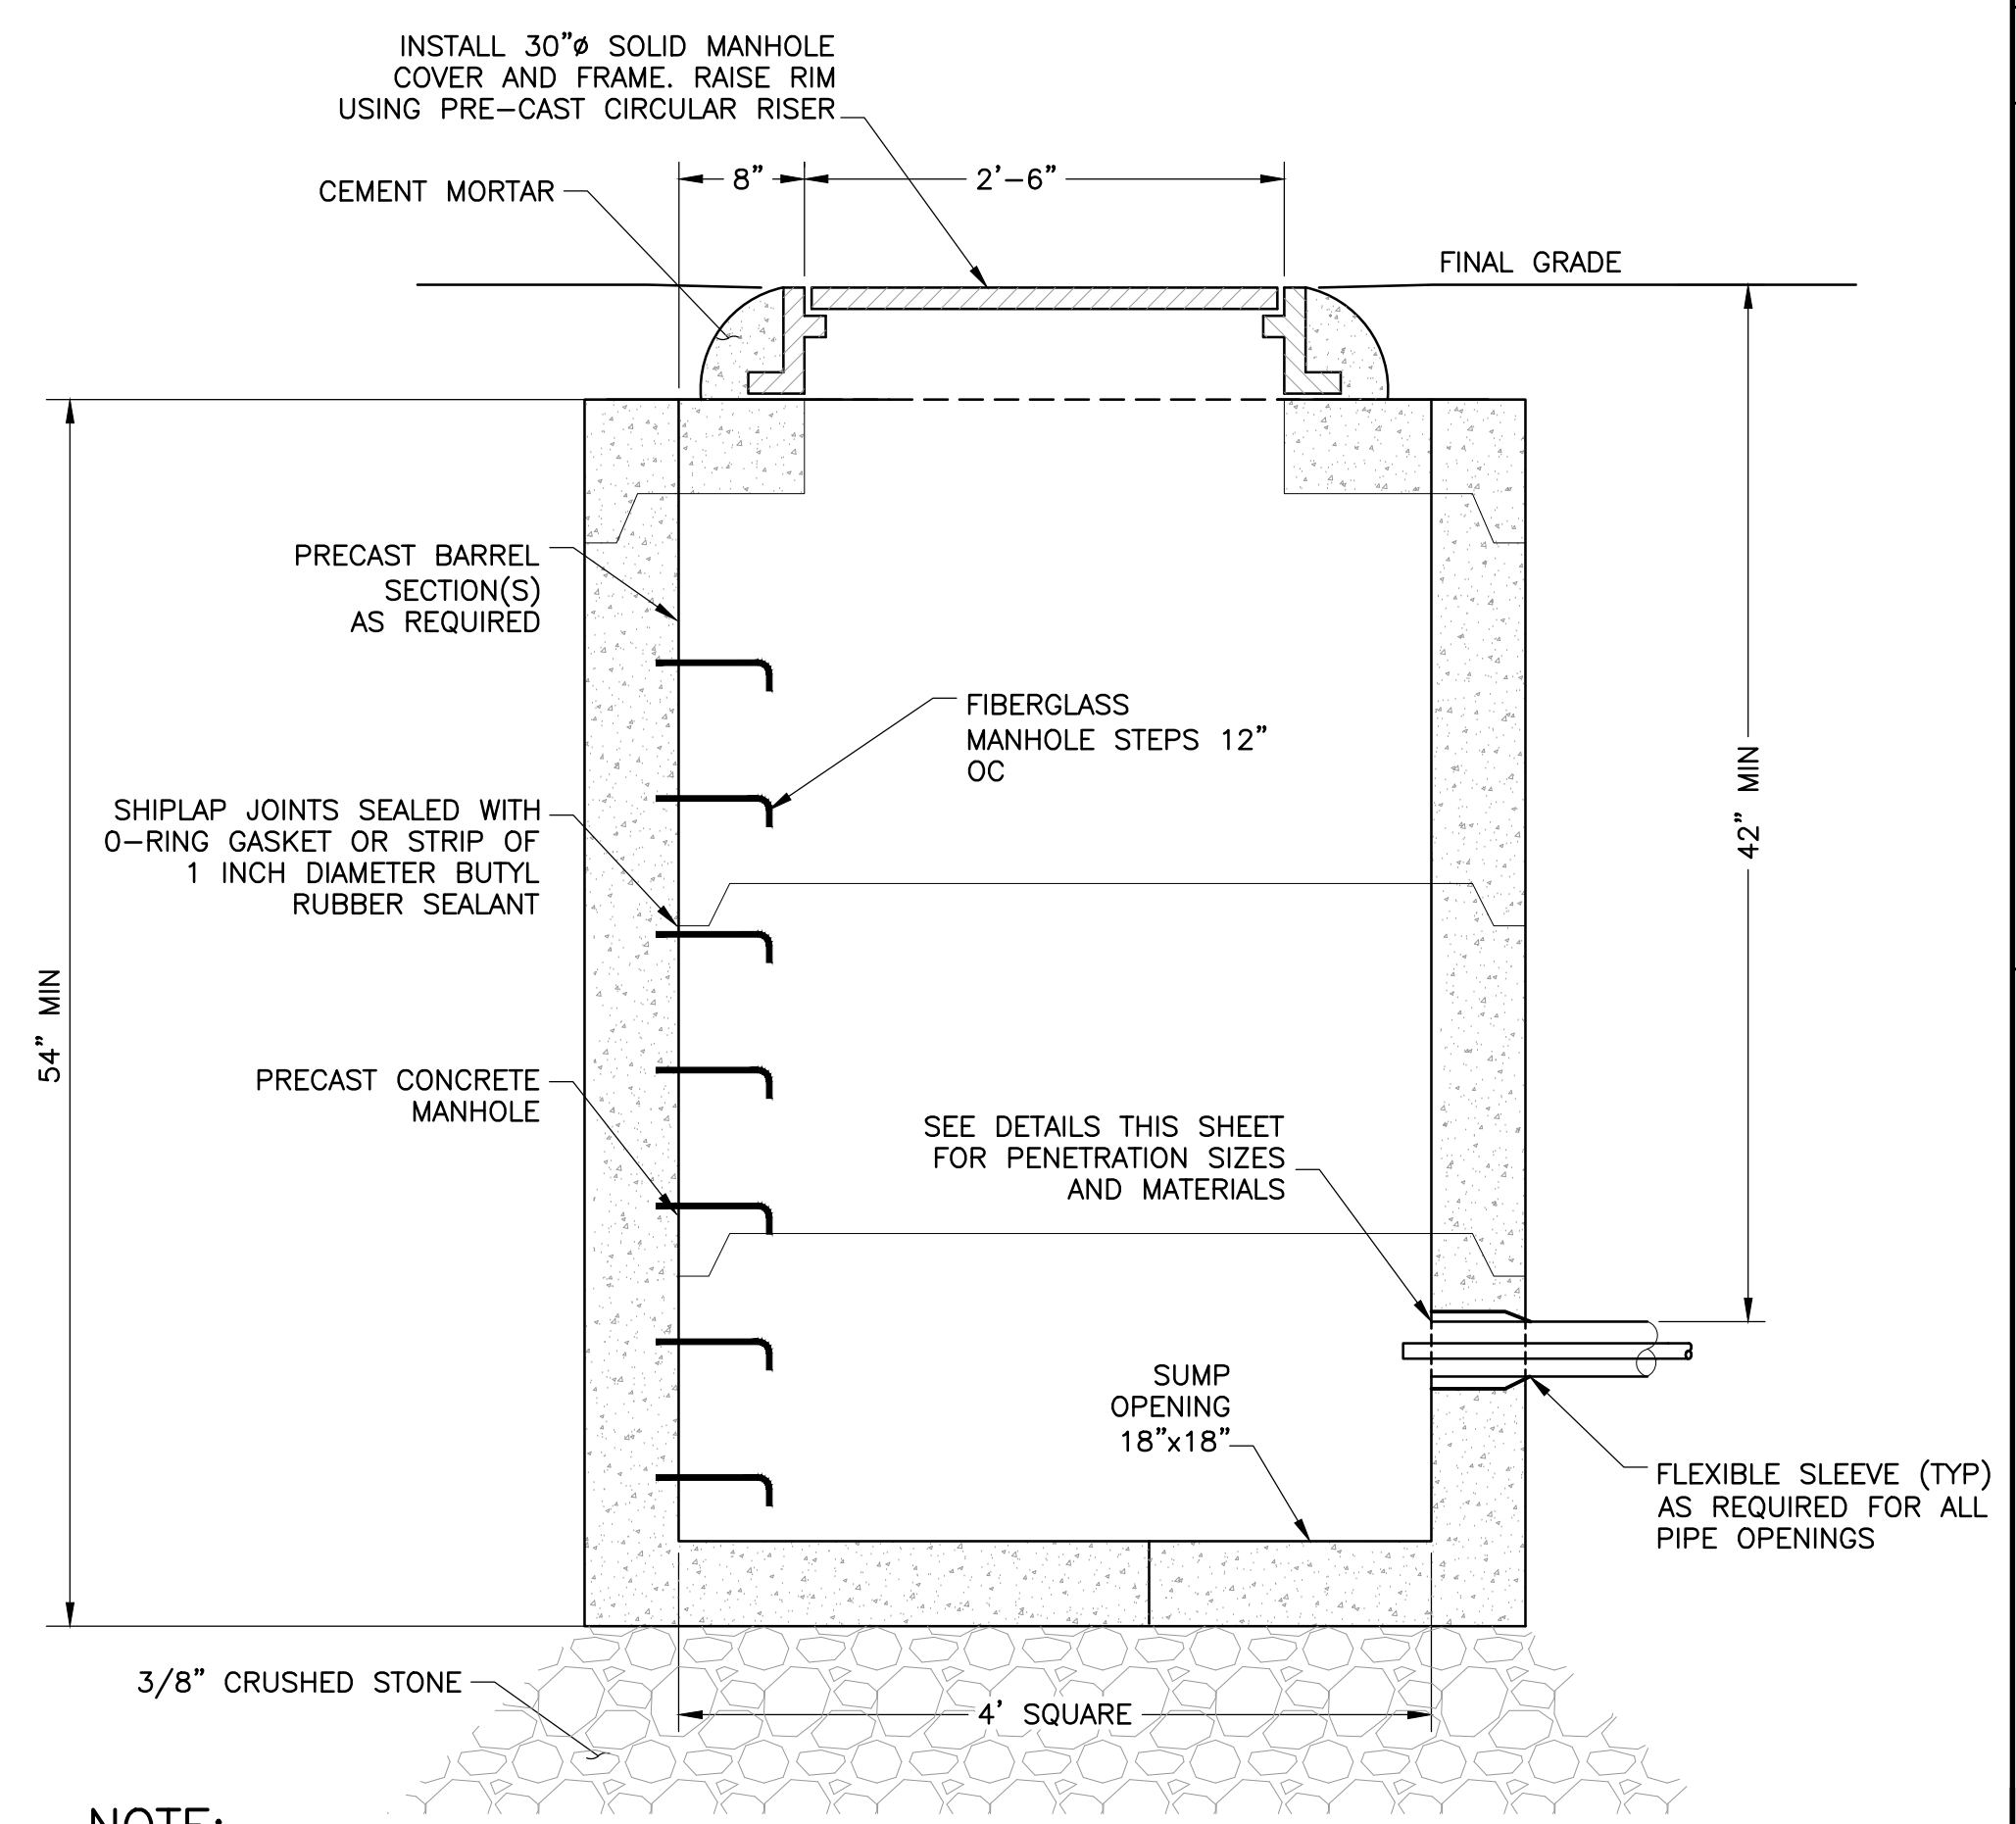 INSTALL 30"ø SOLID MANHOLE
COVER AND FRAME. RAISE RIM
USING PRE-CAST CIRCULAR RISER
8"
2'-6"
CEMENT MORTAR
FINAL GRADE
PRECAST BARREL
SECTION(S)
AS REQUIRED
FIBERGLASS
MANHOLE STEPS 12"
OC
42" MIN
SHIPLAP JOINTS SEALED WITH
O-RING GASKET OR STRIP OF
1 INCH DIAMETER BUTYL
RUBBER SEALANT
54" MIN
PRECAST CONCRETE
MANHOLE
SEE DETAILS THIS SHEET
FOR PENETRATION SIZES
AND MATERIALS
SUMP
OPENING
18"x18"
FLEXIBLE SLEEVE (TYP)
AS REQUIRED FOR ALL
PIPE OPENINGS
3/8" CRUSHED STONE
4' SQUARE
NOTE: